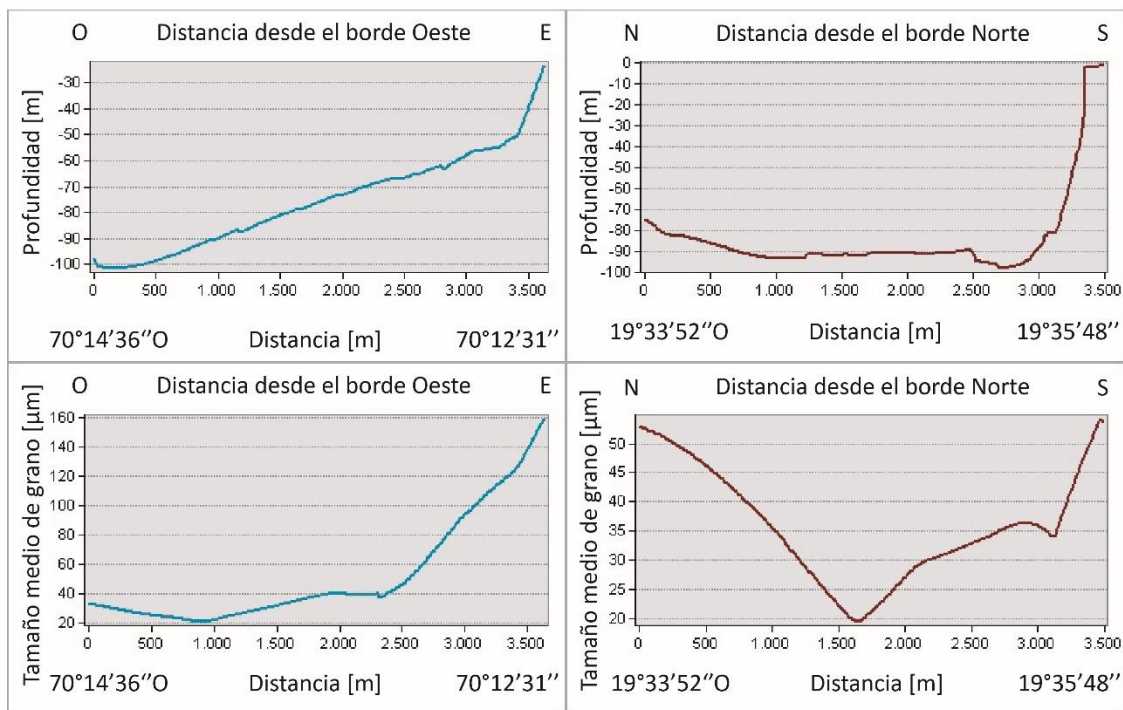 O Distancia desde el borde Oeste E
Profundidad [m]
-30
-40
-50
-60
-70
-80
-90
-100
0 500 1.000 1.500 2.000 2.500 3.000 3.500
70°14'36''O Distancia [m] 70°12'31''
N Distancia desde el borde Norte S
Profundidad [m]
0
-10
-20
-30
-40
-50
-60
-70
-80
-90
-100
0 500 1.000 1.500 2.000 2.500 3.000 3.500
19°33'52''O Distancia [m] 19°35'48''
O Distancia desde el borde Oeste E
Tamaño medio de grano [µm]
160
140
120
100
80
60
40
20
0 500 1.000 1.500 2.000 2.500 3.000 3.500
70°14'36''O Distancia [m] 70°12'31''
N Distancia desde el borde Norte S
Tamaño medio de grano [µm]
50
45
40
35
30
25
20
0 500 1.000 1.500 2.000 2.500 3.000 3.500
19°33'52''O Distancia [m] 19°35'48''